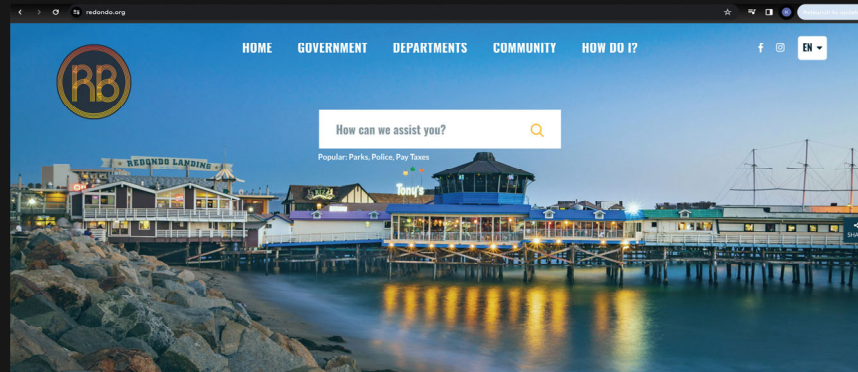 redondo.org
HOME GOVERNMENT DEPARTMENTS COMMUNITY HOW DO I?
EN
RB
How can we assist you?
Popular: Parks, Police, Pay Taxes
REDONDO LANDING
Tony's
SHA